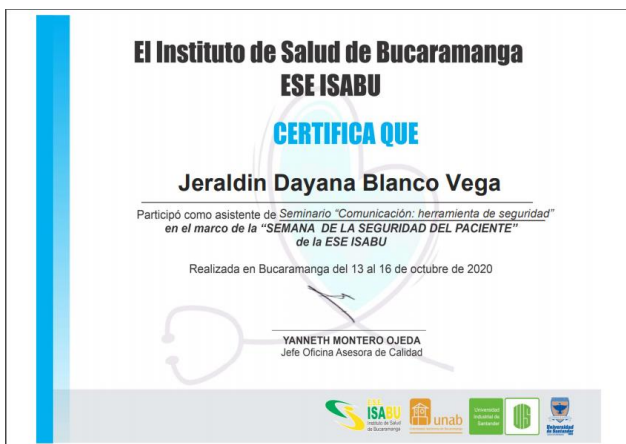 El Instituto de Salud de Bucaramanga
ESE ISABU
CERTIFICA QUE
Jeraldin Dayana Blanco Vega
Participó como asistente de Seminario "Comunicación: herramienta de seguridad"
en el marco de la "SEMANA DE LA SEGURIDAD DEL PACIENTE"
de la ESE ISABU
Realizada en Bucaramanga del 13 al 16 de octubre de 2020
YANNETH MONTERO OJEDA
Jefe Oficina Asesora de Calidad
ESE
ISABU
Instituto de Salud
de Bucaramanga
unab
Universidad
Industrial de
Santander
UIS
Universidad
de Santander